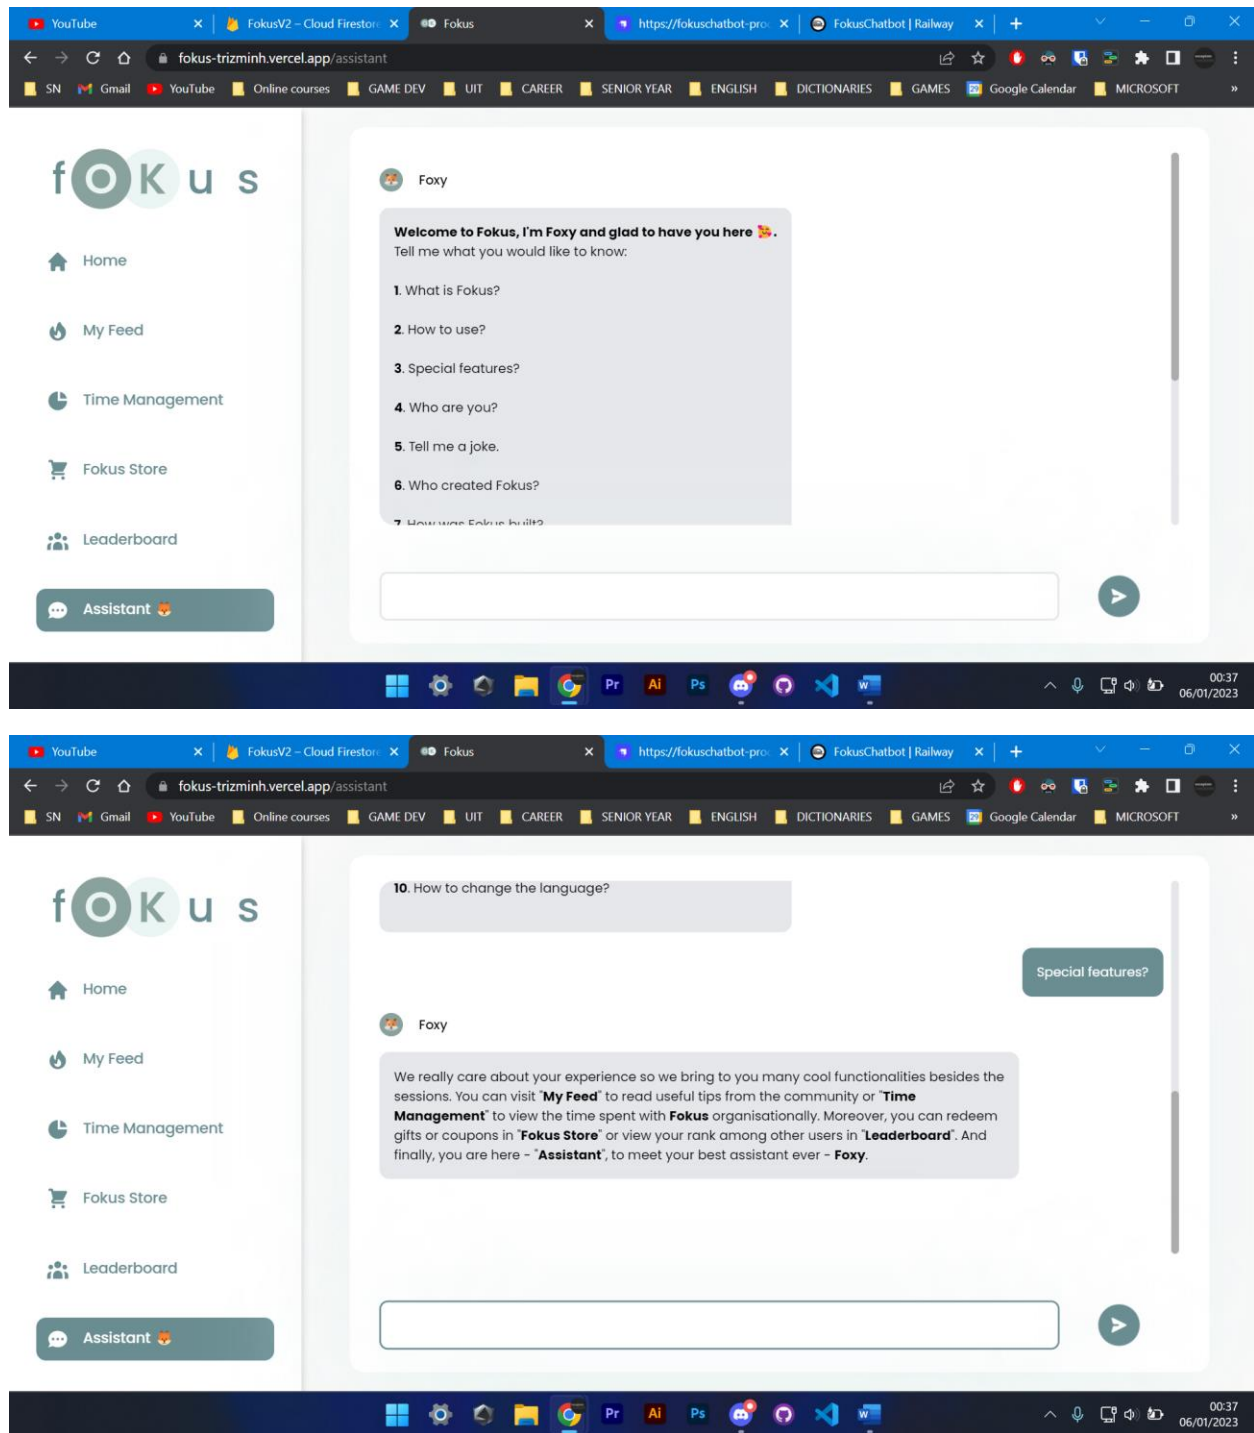 YouTube
FokusV2 – Cloud Firestore
Fokus
https://fokuschatbot-pro
FokusChatbot | Railway
fokus-trizminh.vercel.app/assistant
SN Gmail YouTube Online courses GAME DEV UIT CAREER SENIOR YEAR ENGLISH DICTIONARIES GAMES Google Calendar MICROSOFT »
fOKus
Home
My Feed
Time Management
Fokus Store
Leaderboard
Assistant
Foxy
Welcome to Fokus, I'm Foxy and glad to have you here 🥰.
Tell me what you would like to know:
1. What is Fokus?
2. How to use?
3. Special features?
4. Who are you?
5. Tell me a joke.
6. Who created Fokus?
7. How was Fokus built?
Pr Ai Ps
00:37
06/01/2023
YouTube
FokusV2 – Cloud Firestore
Fokus
https://fokuschatbot-pro
FokusChatbot | Railway
fokus-trizminh.vercel.app/assistant
SN Gmail YouTube Online courses GAME DEV UIT CAREER SENIOR YEAR ENGLISH DICTIONARIES GAMES Google Calendar MICROSOFT »
fOKus
Home
My Feed
Time Management
Fokus Store
Leaderboard
Assistant
10. How to change the language?
Special features?
Foxy
We really care about your experience so we bring to you many cool functionalities besides the
sessions. You can visit "My Feed" to read useful tips from the community or "Time
Management" to view the time spent with Fokus organisationally. Moreover, you can redeem
gifts or coupons in "Fokus Store" or view your rank among other users in "Leaderboard". And
finally, you are here - "Assistant", to meet your best assistant ever - Foxy.
Pr Ai Ps
00:37
06/01/2023